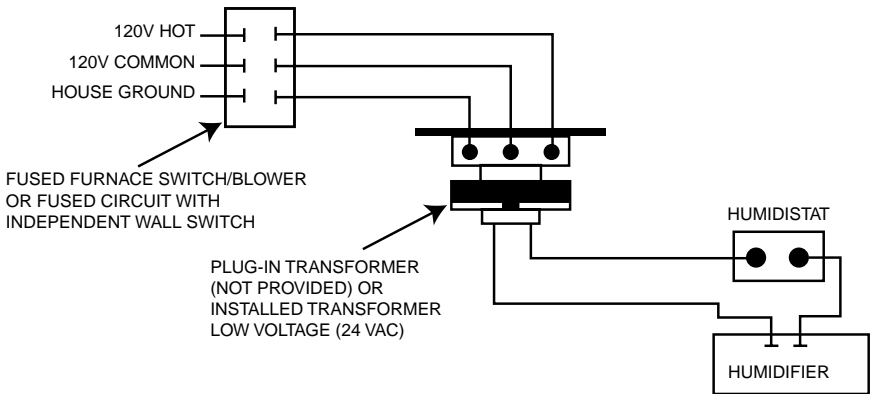 120V HOT
120V COMMON
HOUSE GROUND
FUSED FURNACE SWITCH/BLOWER
OR FUSED CIRCUIT WITH
INDEPENDENT WALL SWITCH
PLUG-IN TRANSFORMER
(NOT PROVIDED) OR
INSTALLED TRANSFORMER
LOW VOLTAGE (24 VAC)
HUMIDISTAT
HUMIDIFIER